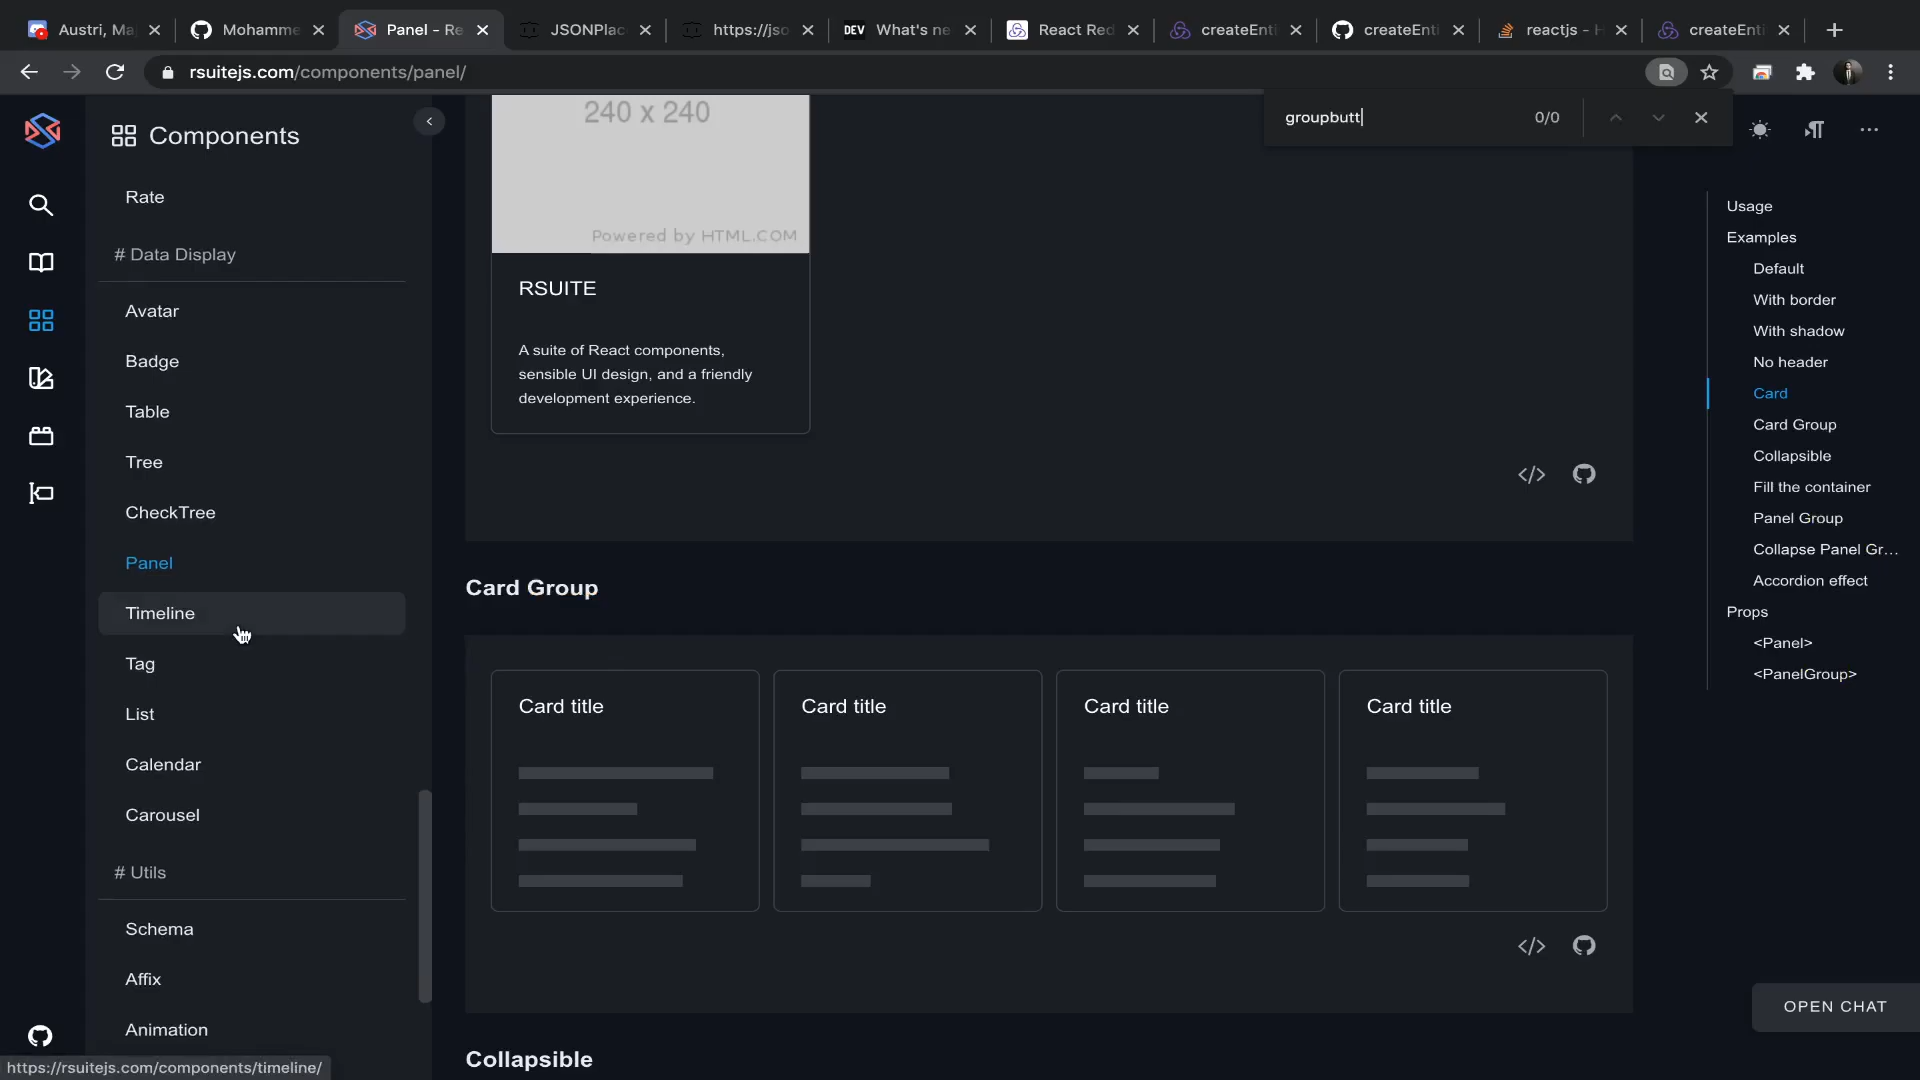 Austri, Ma
Mohamme
Panel - Re
JSONPlac
https://jso
DEV What's ne
React Red
createEnti
createEnti
reactjs - H
createEnti
rsuitejs.com/components/panel/
groupbutt
0/0
Components
Rate
# Data Display
Avatar
Badge
Table
Tree
CheckTree
Panel
Timeline
Tag
List
Calendar
Carousel
# Utils
Schema
Affix
Animation
https://rsuitejs.com/components/timeline/
240 x 240
Powered by HTML.COM
RSUITE
A suite of React components,
sensible UI design, and a friendly
development experience.
</>
Card Group
Card title
Card title
Card title
Card title
</>
Collapsible
Usage
Examples
Default
With border
With shadow
No header
Card
Card Group
Collapsible
Fill the container
Panel Group
Collapse Panel Gr...
Accordion effect
Props
<Panel>
<PanelGroup>
OPEN CHAT